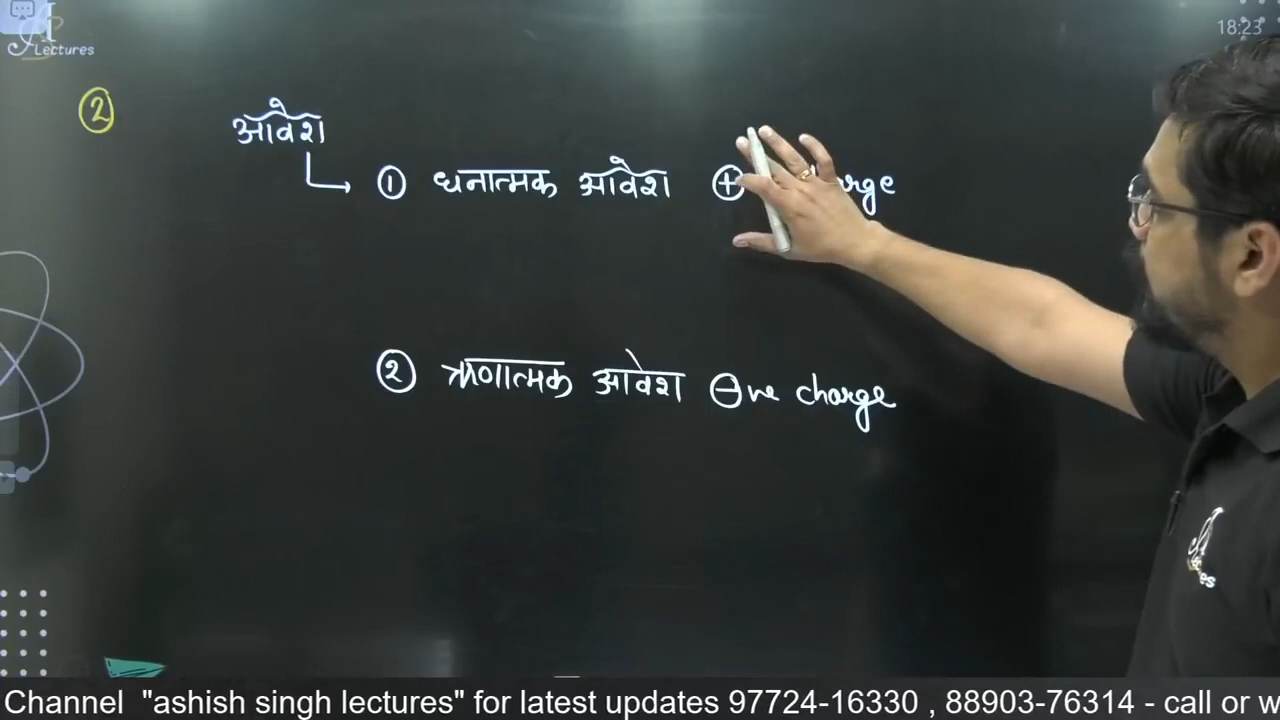 Lectures
18:23
②
आवेश
① धनात्मक आवेश ⊕
② ऋणात्मक आवेश ⊖ve charge
Channel "ashish singh lectures" for latest updates 97724-16330 , 88903-76314 - call or w